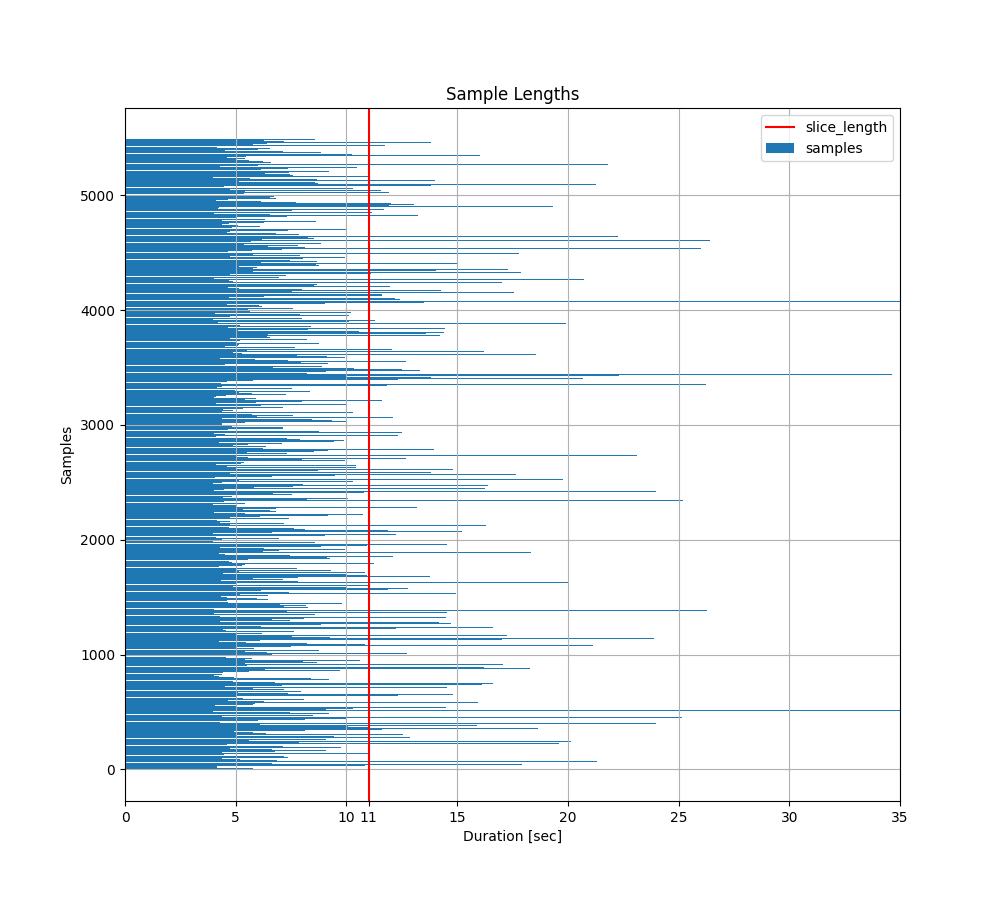 Sample Lengths
slice_length
samples
5000
4000
3000
2000
1000
0
Samples
0 5 10 11 15 20 25 30 35
Duration [sec]